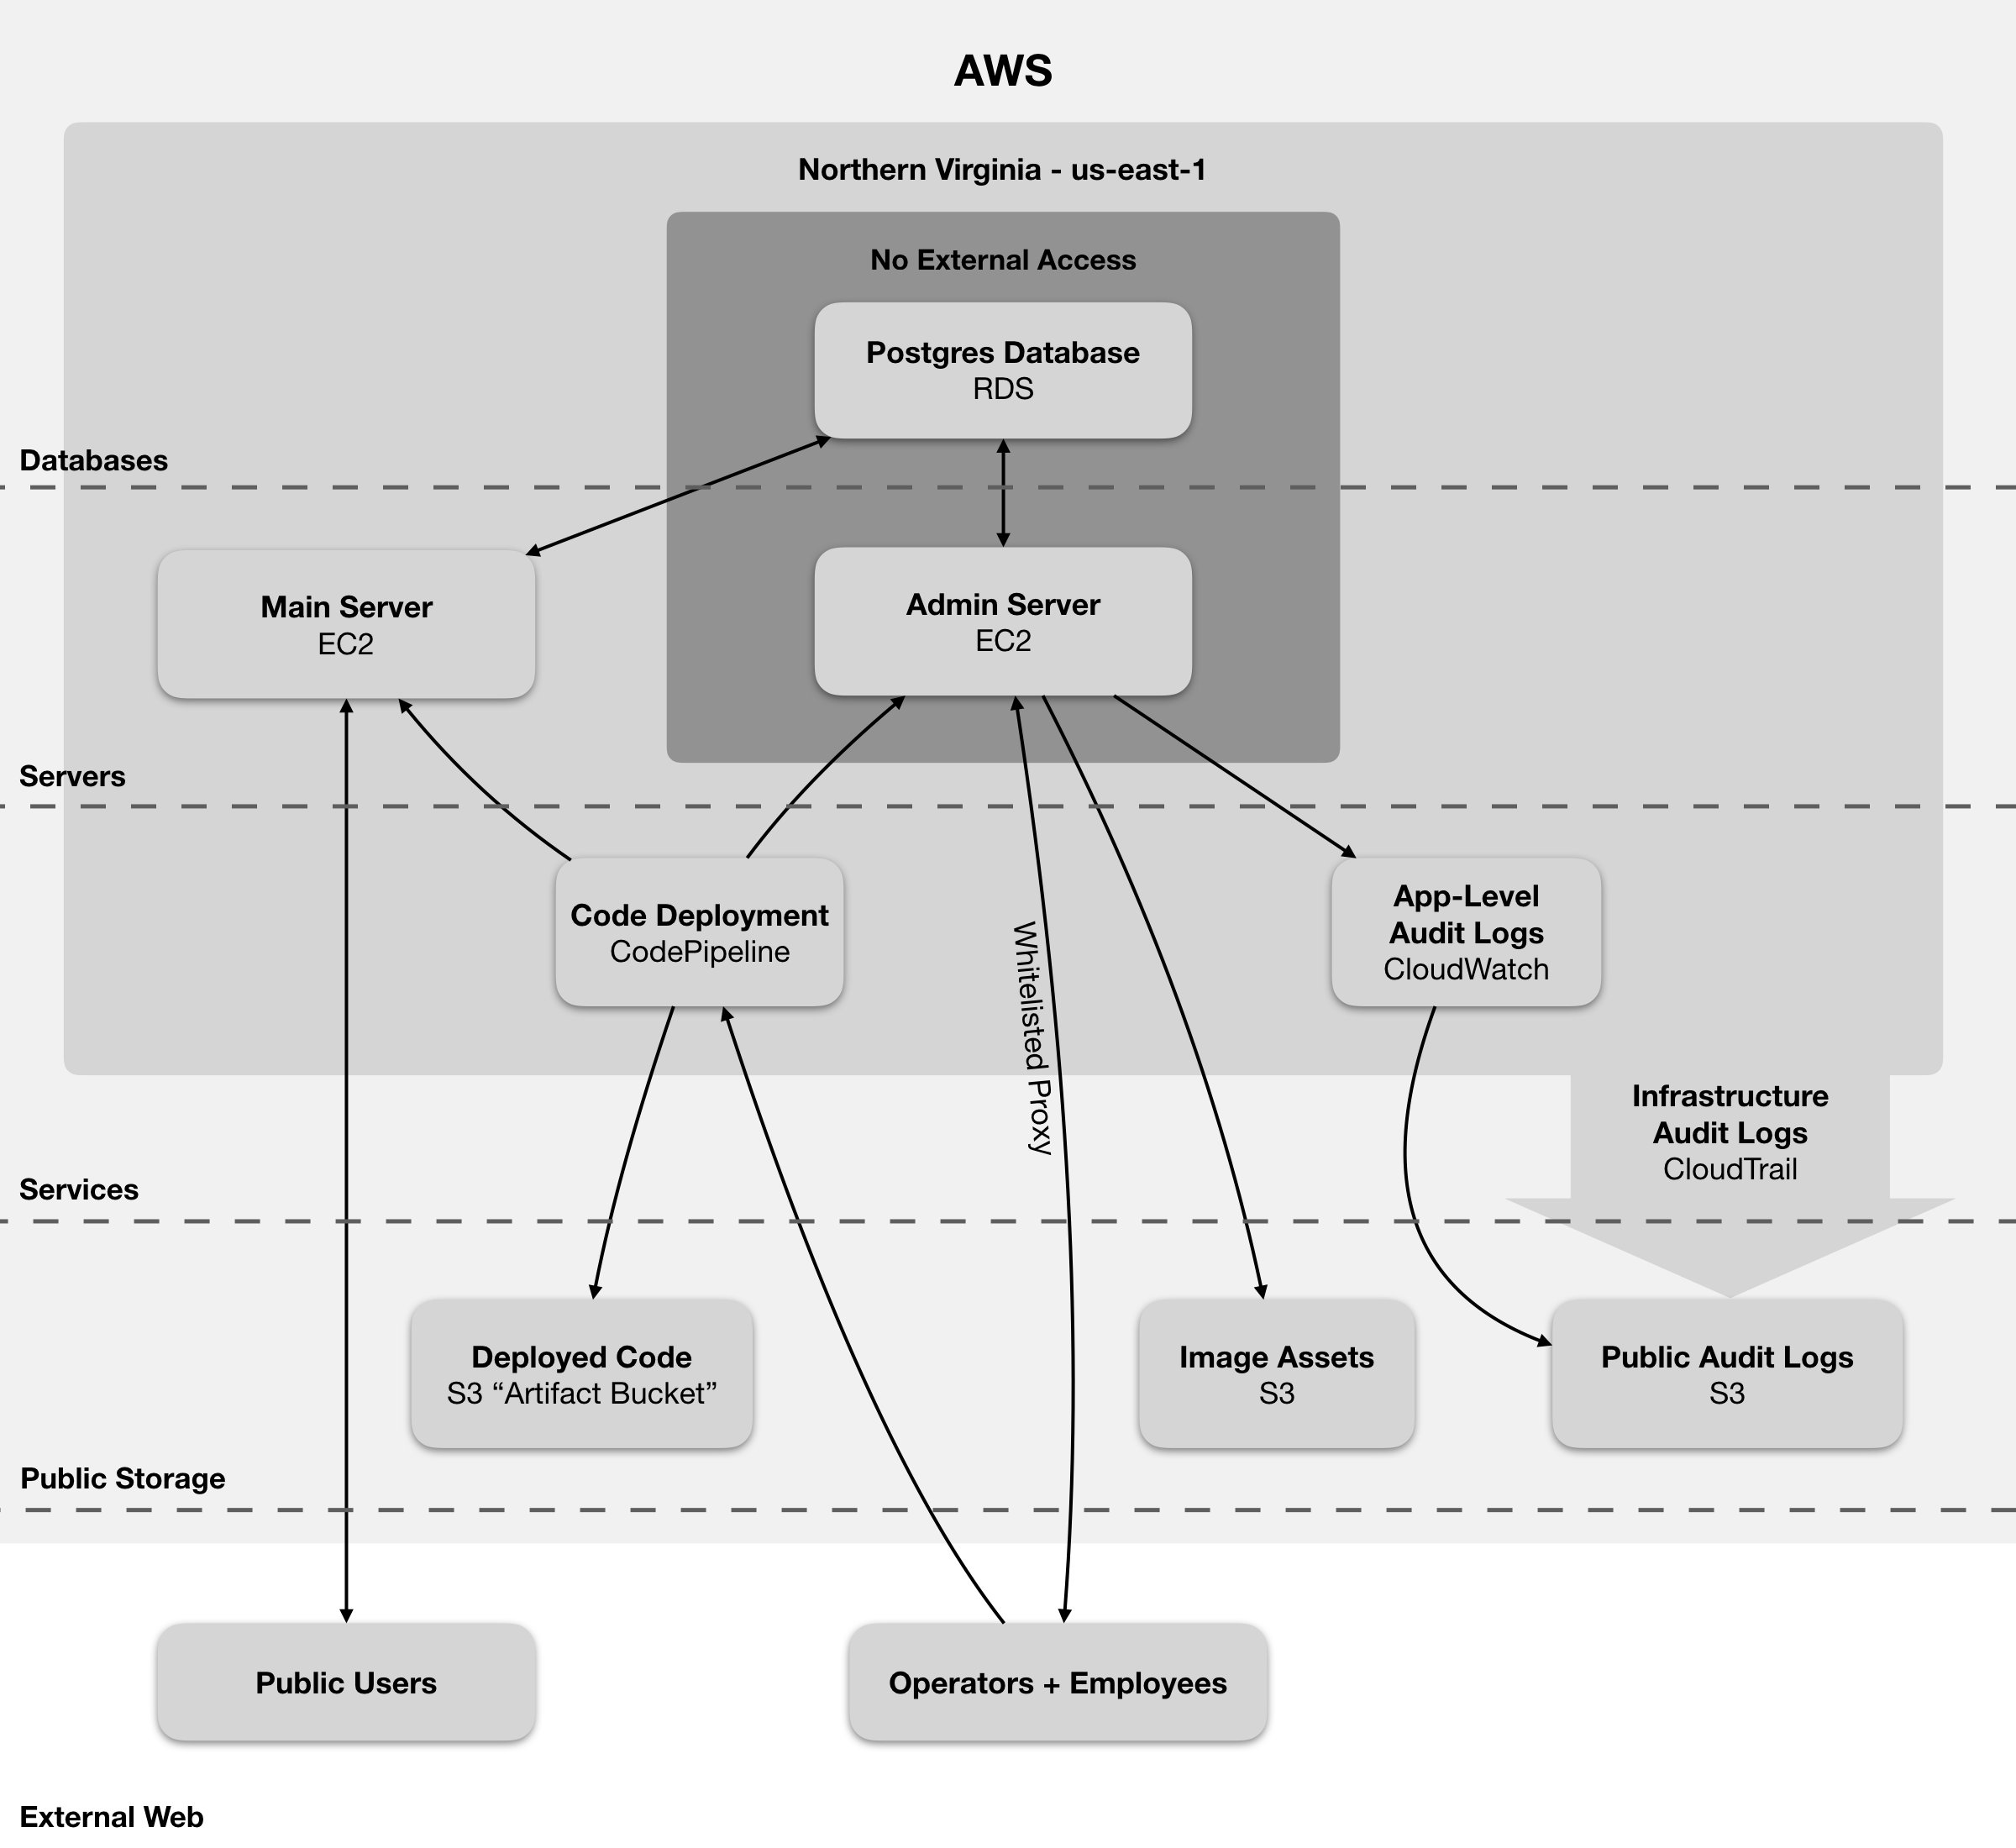 AWS
Northern Virginia - us-east-1
No External Access
Postgres Database
RDS
Databases
Main Server
EC2
Admin Server
EC2
Servers
Code Deployment
CodePipeline
Whitelisted Proxy
App-Level
Audit Logs
CloudWatch
Infrastructure
Audit Logs
CloudTrail
Services
Deployed Code
S3 “Artifact Bucket”
Image Assets
S3
Public Audit Logs
S3
Public Storage
Public Users
Operators + Employees
External Web